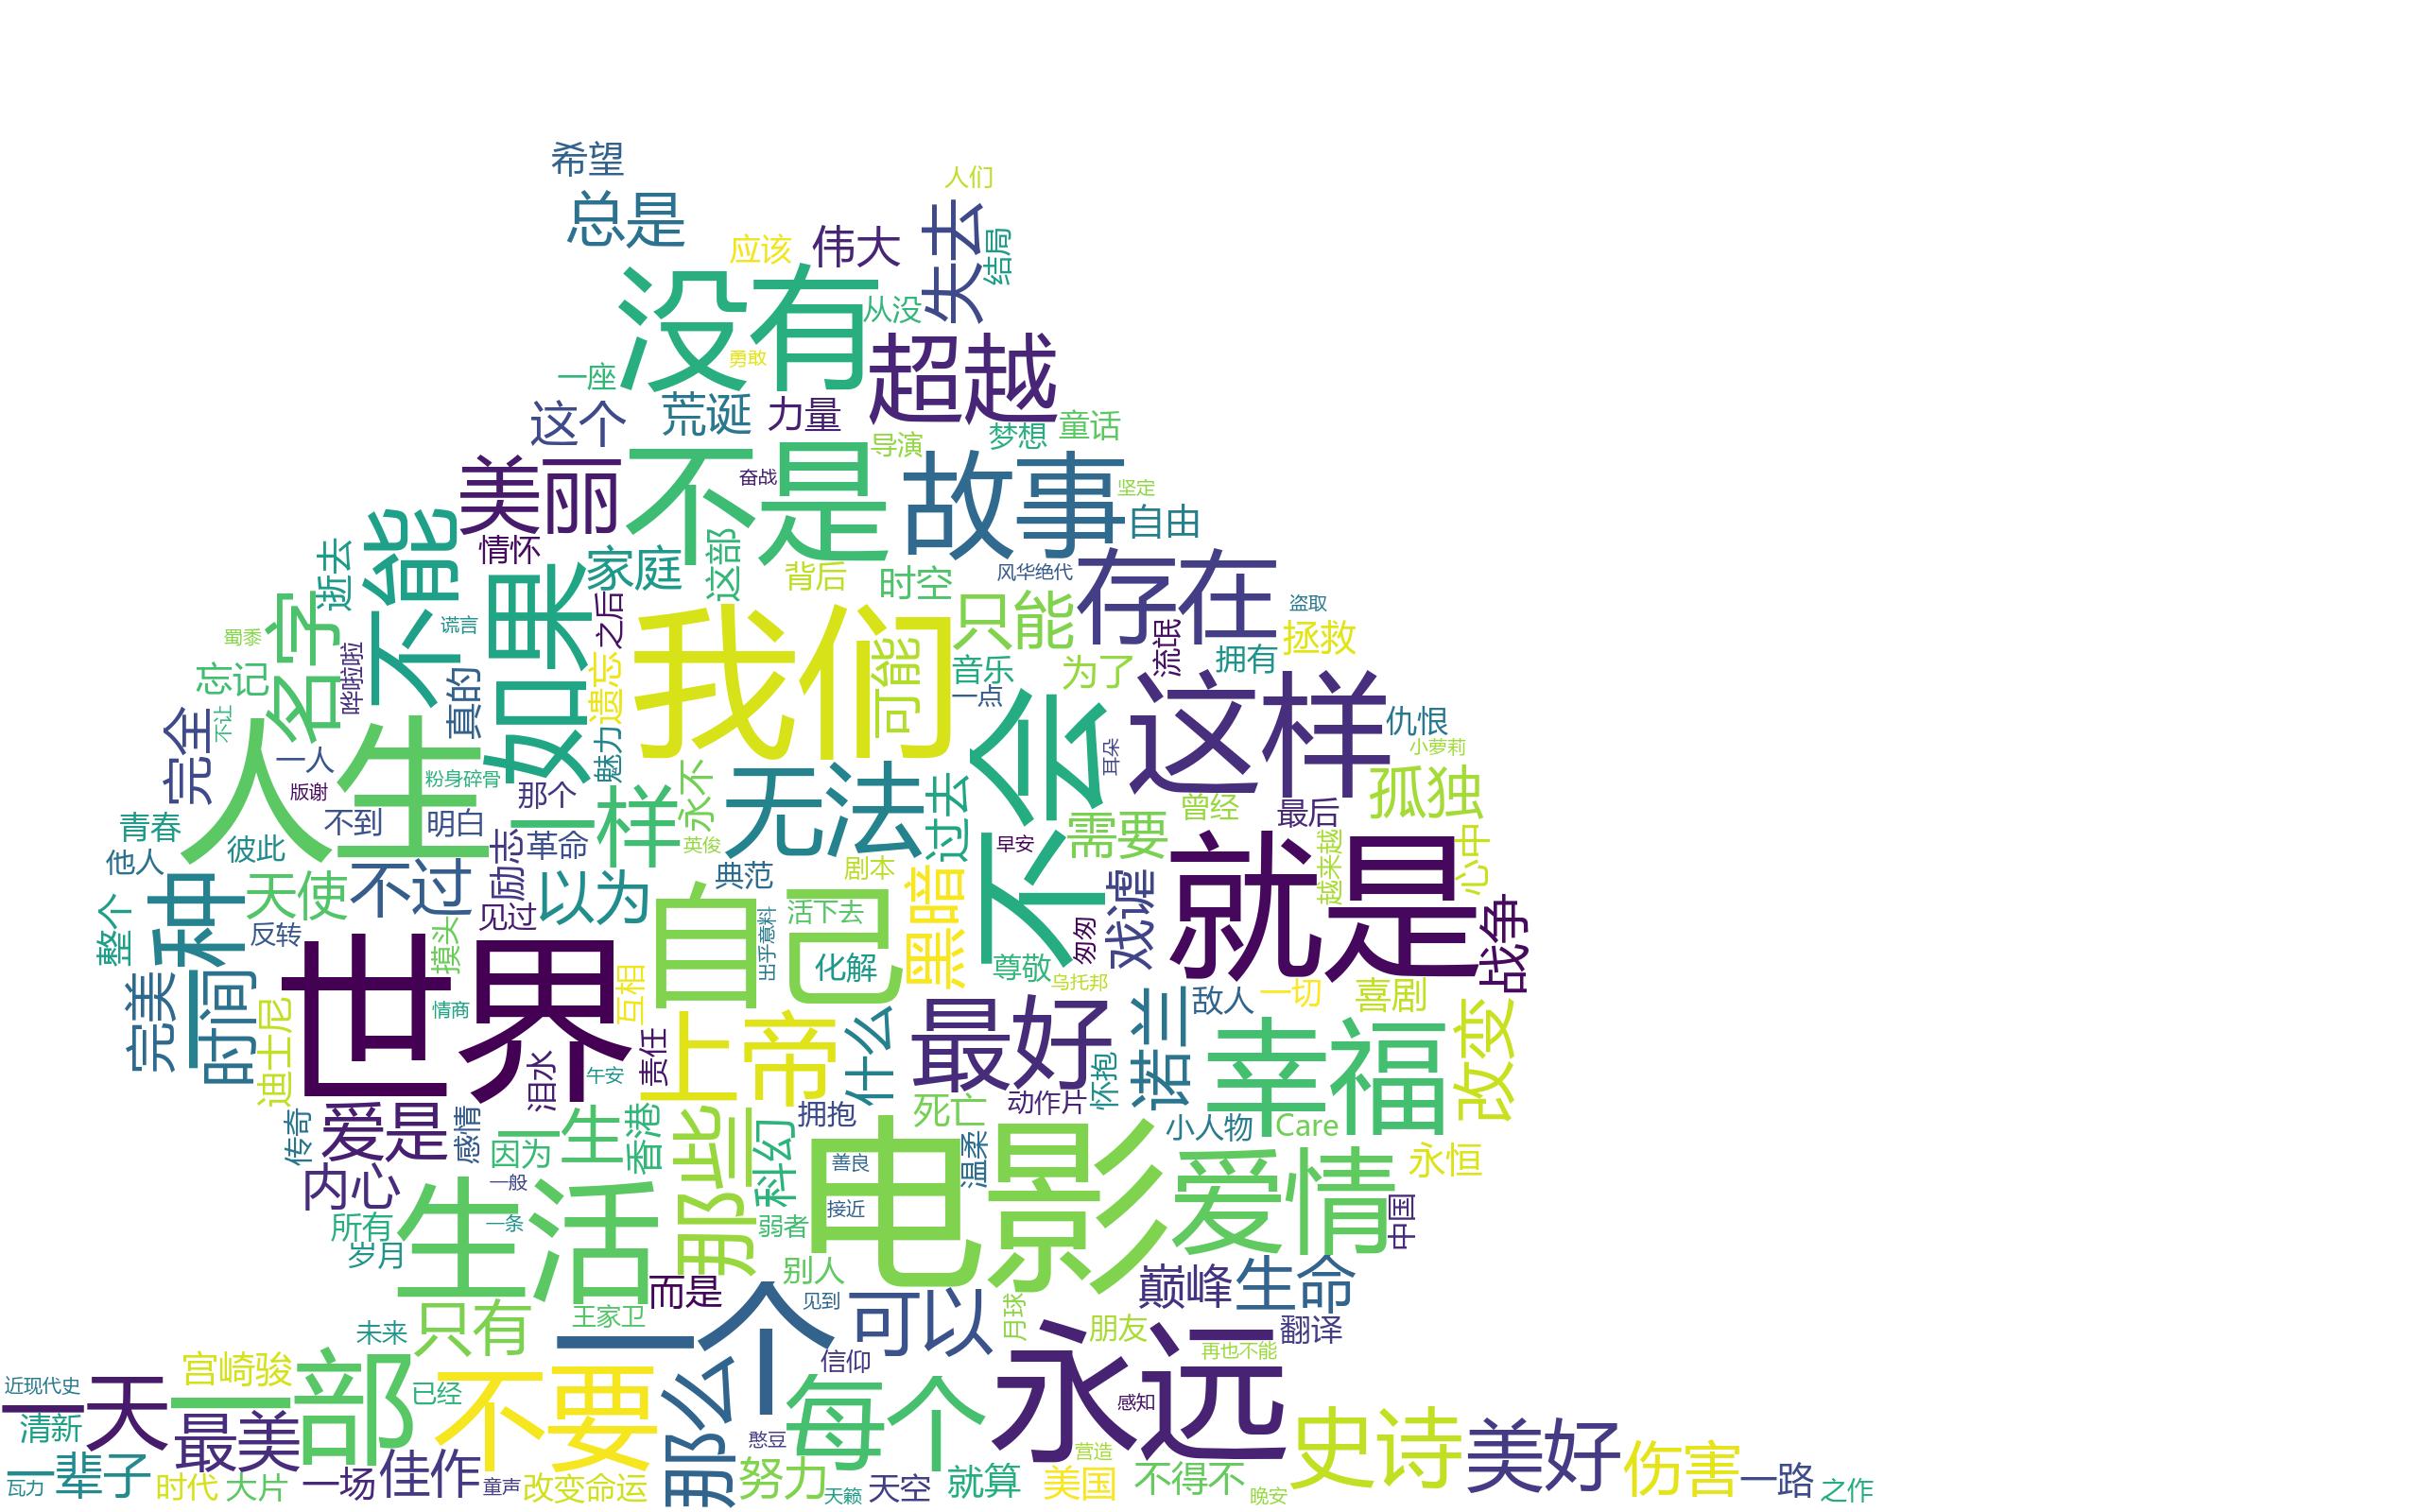 希望
人们
总是
失去
应该
伟大
结局
没有
从没
勇敢
超越
一座
这个
荒诞
力量
导演
梦想
童话
美丽
不是
奋战
故事
坚定
自由
不能
情怀
逝去
如果
家庭
这部
背后
时空
风华绝代
存在
名字
谎言
之后
我们
可能
只能
流氓
盗取
拯救
蜀黍
忘记
哗啦啦
真的
遗忘
音乐
一点
为了
拥有
完全
不让
人生
一人
版谢
粉身碎骨
魅力
那个
永不
不会
耳朵
这样
仇恨
小萝莉
孤独
青春
不到
明白
一样
英俊
无法
过去
早安
需要
曾经
最后
越来越
心中
他人
彼此
励志
革命
典范
剧本
就是
整个
一种
天使
不过
见过
以为
自己
出乎意料
活下去
化解
黑暗
匆匆
戏谑
战争
反转
摸头
世界
互相
尊敬
乌托邦
完美
时间
迪士尼
情商
泪水
午安
责任
上帝
什么
最好
怀抱
诺兰
敌人
一切
喜剧
幸福
改变
传奇
爱是
感情
一生
香港
那些
科幻
拥抱
死亡
动作片
小人物
Care
内心
因为
一般
电影
善良
接近
温柔
爱情
永恒
中国
所有
岁月
生活
一条
弱者
别人
而是
一个
见到
可以
月球
巅峰
生命
未来
只有
王家卫
信仰
永远
朋友
再也不能
翻译
近现代史
一天
宫崎骏
一部
已经
不要
那么
每个
感知
史诗
美好
清新
最美
憨豆
营造
伤害
瓦力
一辈子
时代
大片
一场
佳作
童声
改变命运
努力
天籁
天空
就算
美国
不得不
晚安
一路
之作